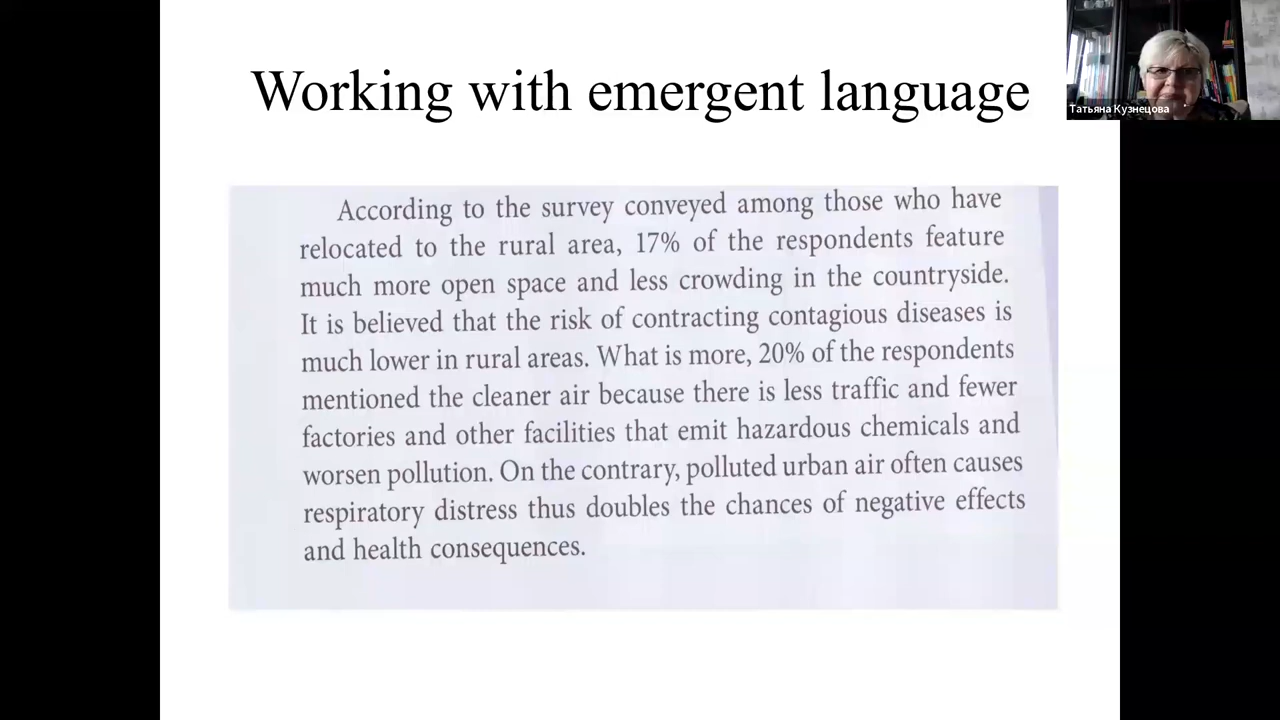 Working with emergent language
Татьяна Кузнецова
According to the survey conveyed among those who have
relocated to the rural area, 17% of the respondents feature
much more open space and less crowding in the countryside.
It is believed that the risk of contracting contagious diseases is
much lower in rural areas. What is more, 20% of the respondents
mentioned the cleaner air because there is less traffic and fewer
factories and other facilities that emit hazardous chemicals and
worsen pollution. On the contrary, polluted urban air often causes
respiratory distress thus doubles the chances of negative effects
and health consequences.